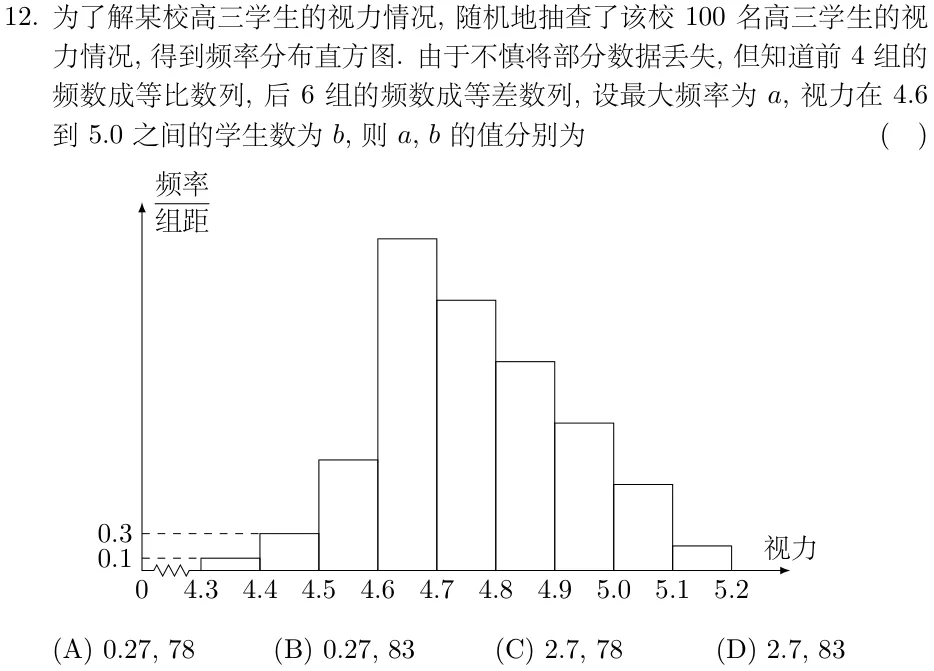 12. 为了解某校高三学生的视力情况, 随机地抽查了该校 100 名高三学生的视
力情况, 得到频率分布直方图. 由于不慎将部分数据丢失, 但知道前 4 组的
频数成等比数列, 后 6 组的频数成等差数列, 设最大频率为 a, 视力在 4.6
到 5.0 之间的学生数为 b, 则 a, b 的值分别为 ( )
频率
组距
0.3
0.1
视力
0 4.3 4.4 4.5 4.6 4.7 4.8 4.9 5.0 5.1 5.2
(A) 0.27, 78 (B) 0.27, 83 (C) 2.7, 78 (D) 2.7, 83